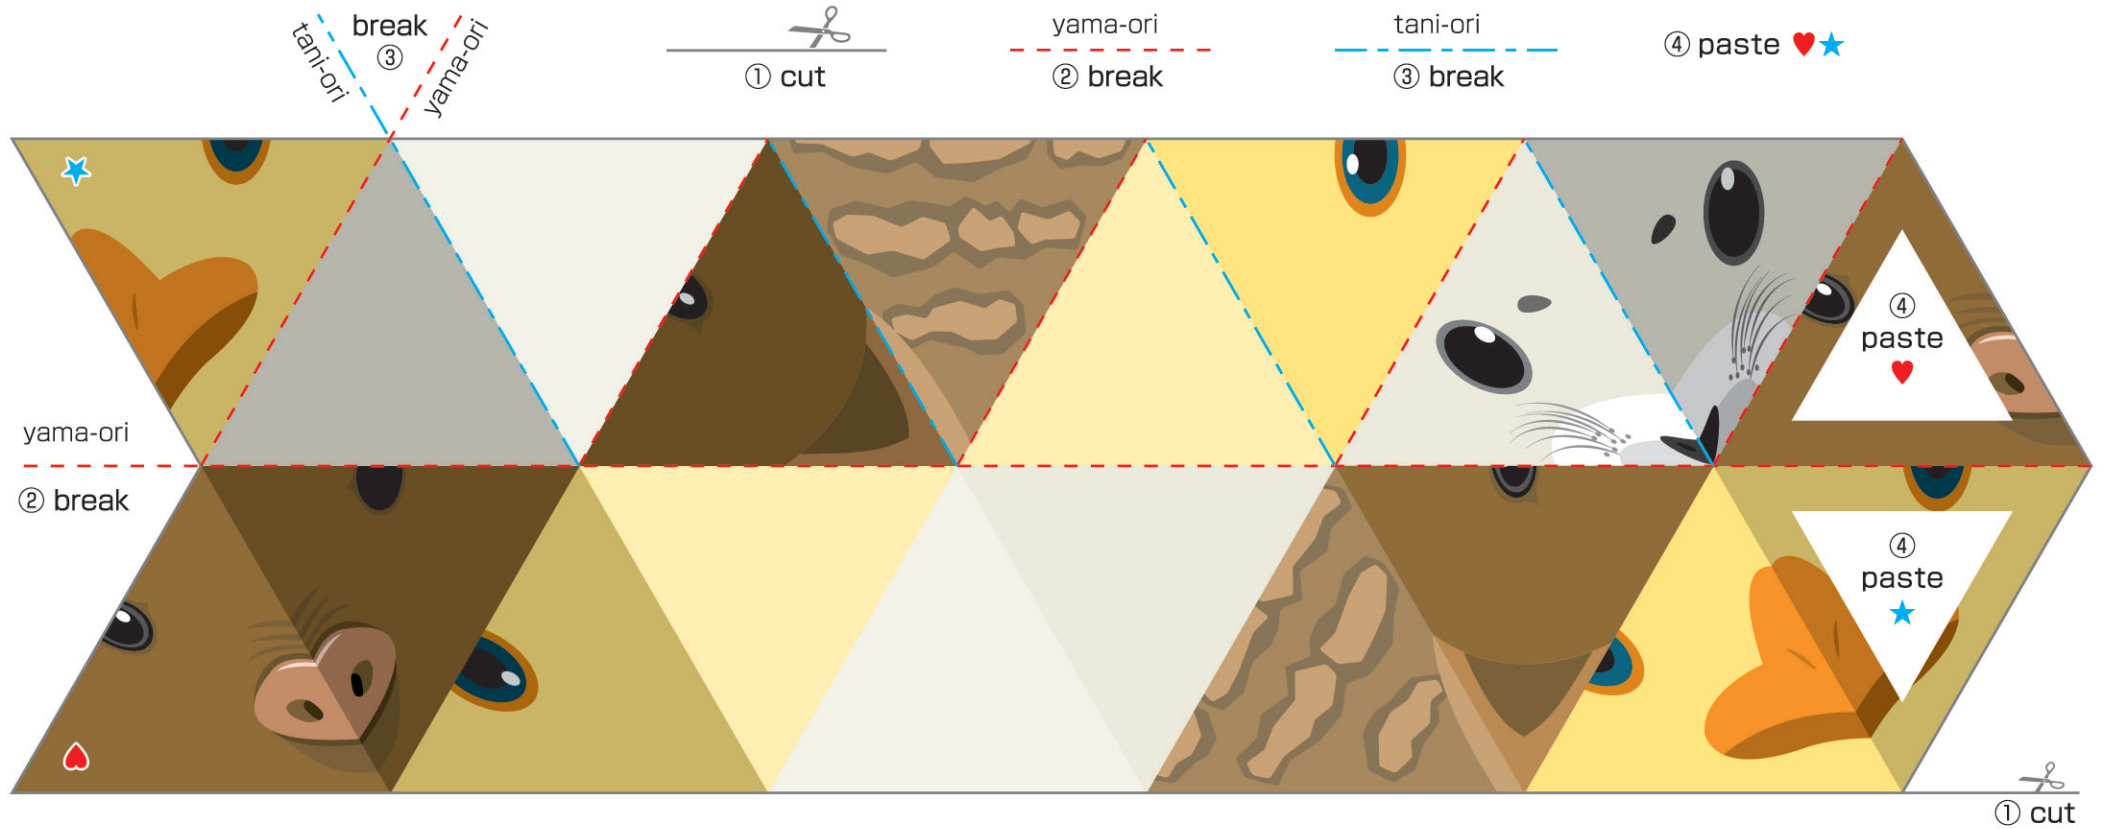 tani-ori
break
③
yama-ori
① cut
yama-ori
② break
tani-ori
③ break
④ paste
④
paste
yama-ori
② break
④
paste
① cut